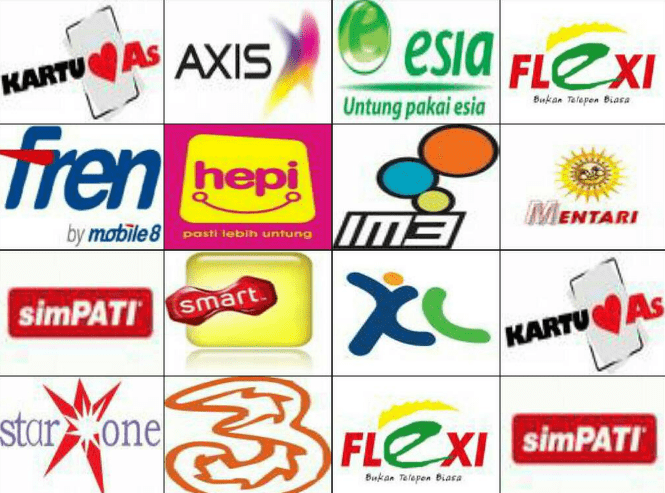 KARTU As
AXIS
esia
Untung pakai esia
FLEXI
Bukan Telepon Biasa
fren
by mobile8
hepi
pasti lebih untung
IM3
MENTARI
simPATI
smart
XL
KARTU As
star one
3
FLEXI
Bukan Telepon Biasa
simPATI